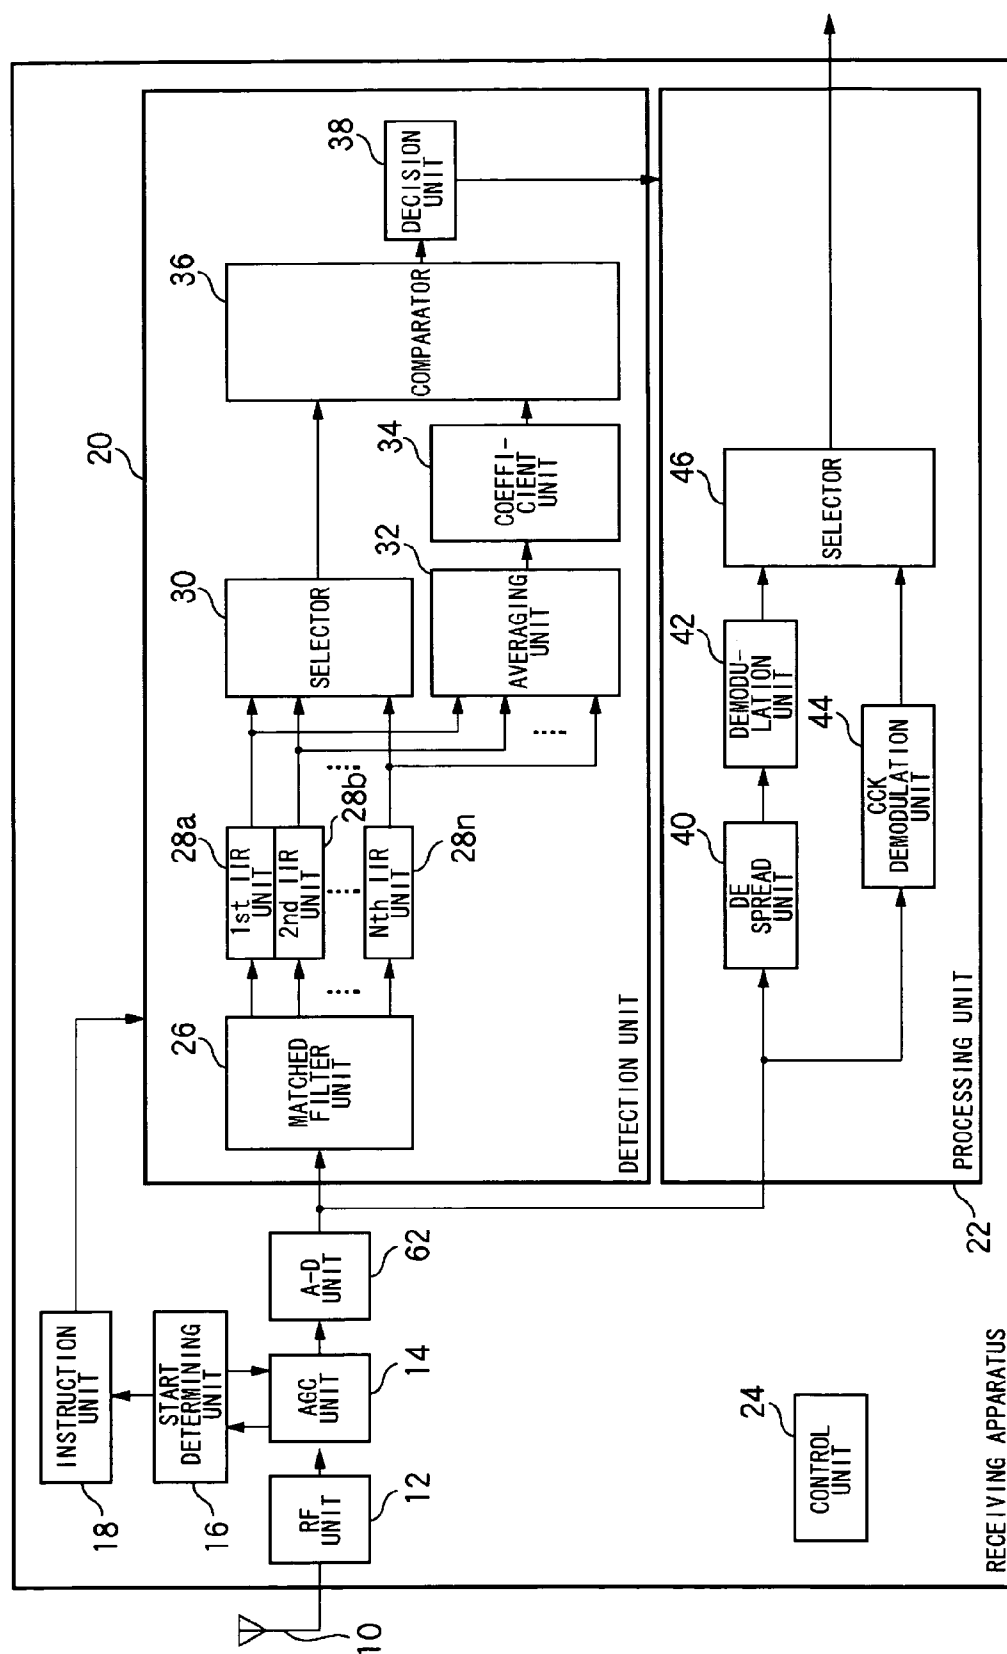 10
RF
UNIT
12
18
INSTRUCTION
UNIT
16
START
DETERMINING
UNIT
AGC
UNIT
14
A-D
UNIT
62
20
26
MATCHED
FILTER
UNIT
28a
1st IIR
UNIT
2nd IIR
UNIT
28b
Nth IIR
UNIT
28n
30
SELECTOR
32
AVERAGING
UNIT
34
COEFFI-
CIENT
UNIT
36
COMPARATOR
38
DECISION
UNIT
DETECTION UNIT
40
DE
SPREAD
UNIT
42
DEMODU-
LATION
UNIT
44
CCK
DEMODULATION
UNIT
46
SELECTOR
PROCESSING UNIT
22
24
CONTROL
UNIT
RECEIVING APPARATUS